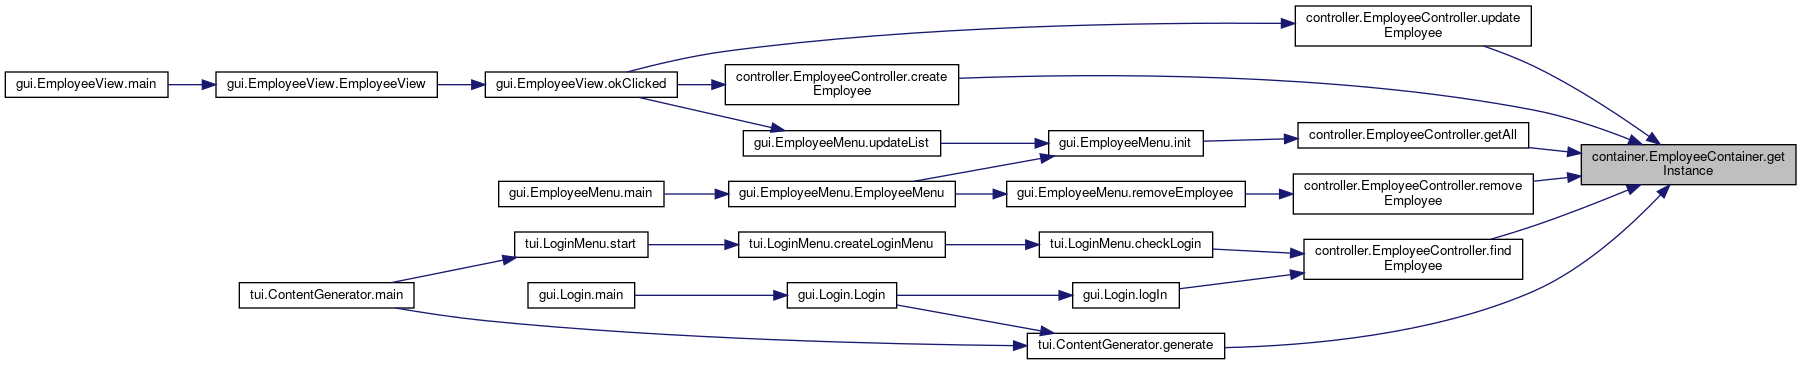 controller.EmployeeController.update
Employee
gui.EmployeeView.main
gui.EmployeeView.EmployeeView
gui.EmployeeView.okClicked
controller.EmployeeController.create
Employee
gui.EmployeeMenu.updateList
gui.EmployeeMenu.init
controller.EmployeeController.getAll
container.EmployeeContainer.get
Instance
gui.EmployeeMenu.main
gui.EmployeeMenu.EmployeeMenu
gui.EmployeeMenu.removeEmployee
controller.EmployeeController.remove
Employee
tui.LoginMenu.start
tui.LoginMenu.createLoginMenu
tui.LoginMenu.checkLogin
controller.EmployeeController.find
Employee
tui.ContentGenerator.main
gui.Login.main
gui.Login.Login
gui.Login.logIn
tui.ContentGenerator.generate